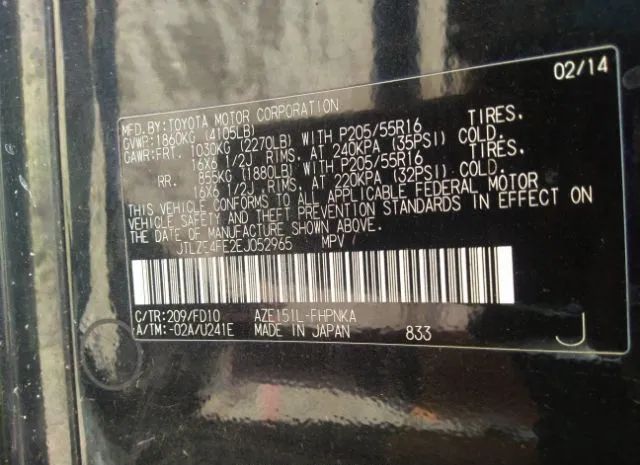 02/14
MFD.BY:TOYOTA MOTOR CORPORATION
GVWR:1860KG (4105LB)
GAWR:FRT. 1030KG (2270LB) WITH P205/55R16 TIRES.
16X6 1/2J RIMS, AT 240KPA (35PSI) COLD.
RR. 855KG (1880LB) WITH P205/55R16 TIRES.
16X6 1/2J RIMS, AT 220KPA (32PSI) COLD.
THIS VEHICLE CONFORMS TO ALL APPLICABLE FEDERAL MOTOR
VEHICLE SAFETY AND THEFT PREVENTION STANDARDS IN EFFECT ON
THE DATE OF MANUFACTURE SHOWN ABOVE.
JTLZE4FE2EJ052965 MPV
C/TR:209/FD10 AZE151L-FHPNKA
A/TM:-02A/U241E MADE IN JAPAN 833 J